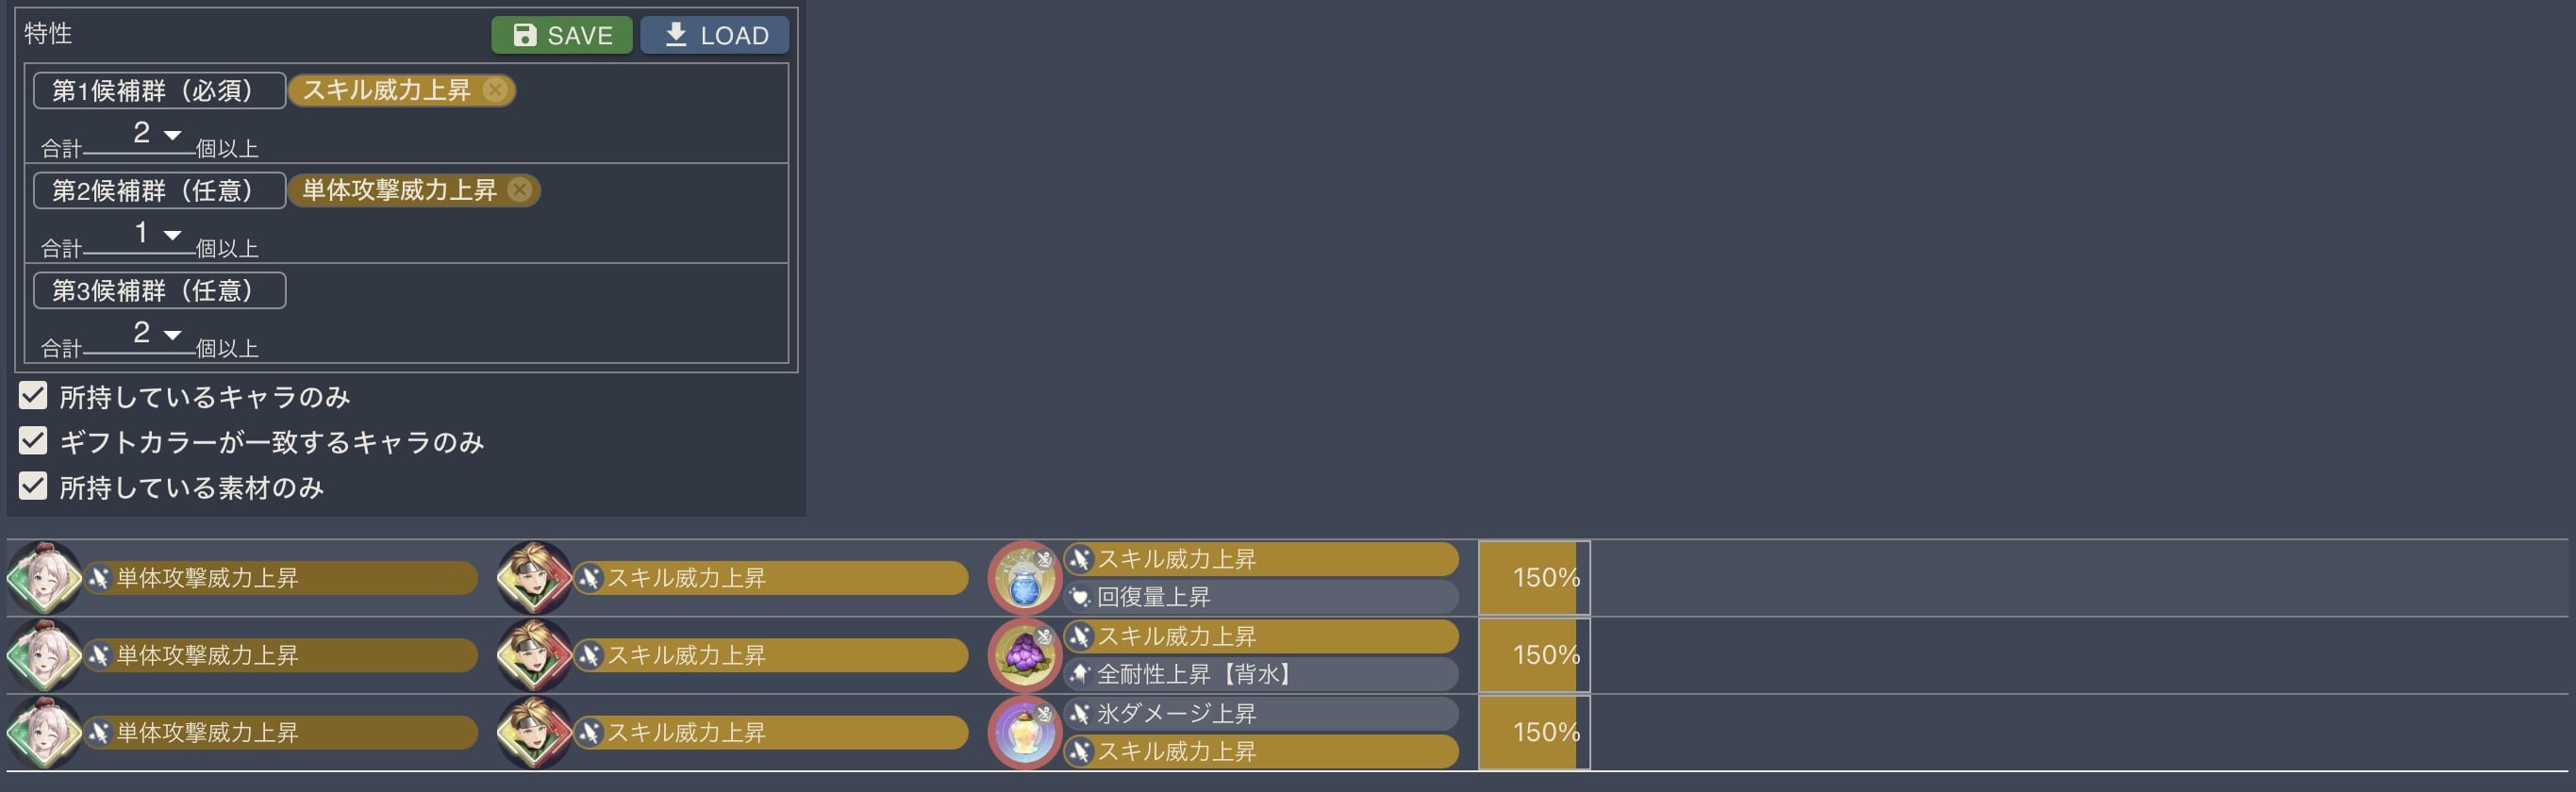 特性
SAVE
LOAD
第1候補群（必須） スキル威力上昇
合計 2 個以上
第2候補群（任意） 単体攻撃威力上昇
合計 1 個以上
第3候補群（任意）
合計 2 個以上
所持しているキャラのみ
ギフトカラーが一致するキャラのみ
所持している素材のみ
単体攻撃威力上昇
スキル威力上昇
スキル威力上昇
回復量上昇
150%
単体攻撃威力上昇
スキル威力上昇
スキル威力上昇
全耐性上昇【背水】
150%
単体攻撃威力上昇
スキル威力上昇
氷ダメージ上昇
スキル威力上昇
150%